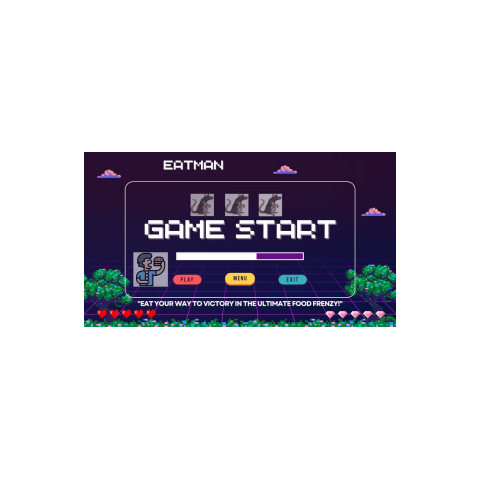 EATMAN
GAME START
PLAY
MENU
EXIT
"EAT YOUR WAY TO VICTORY IN THE ULTIMATE FOOD FRENZY!"